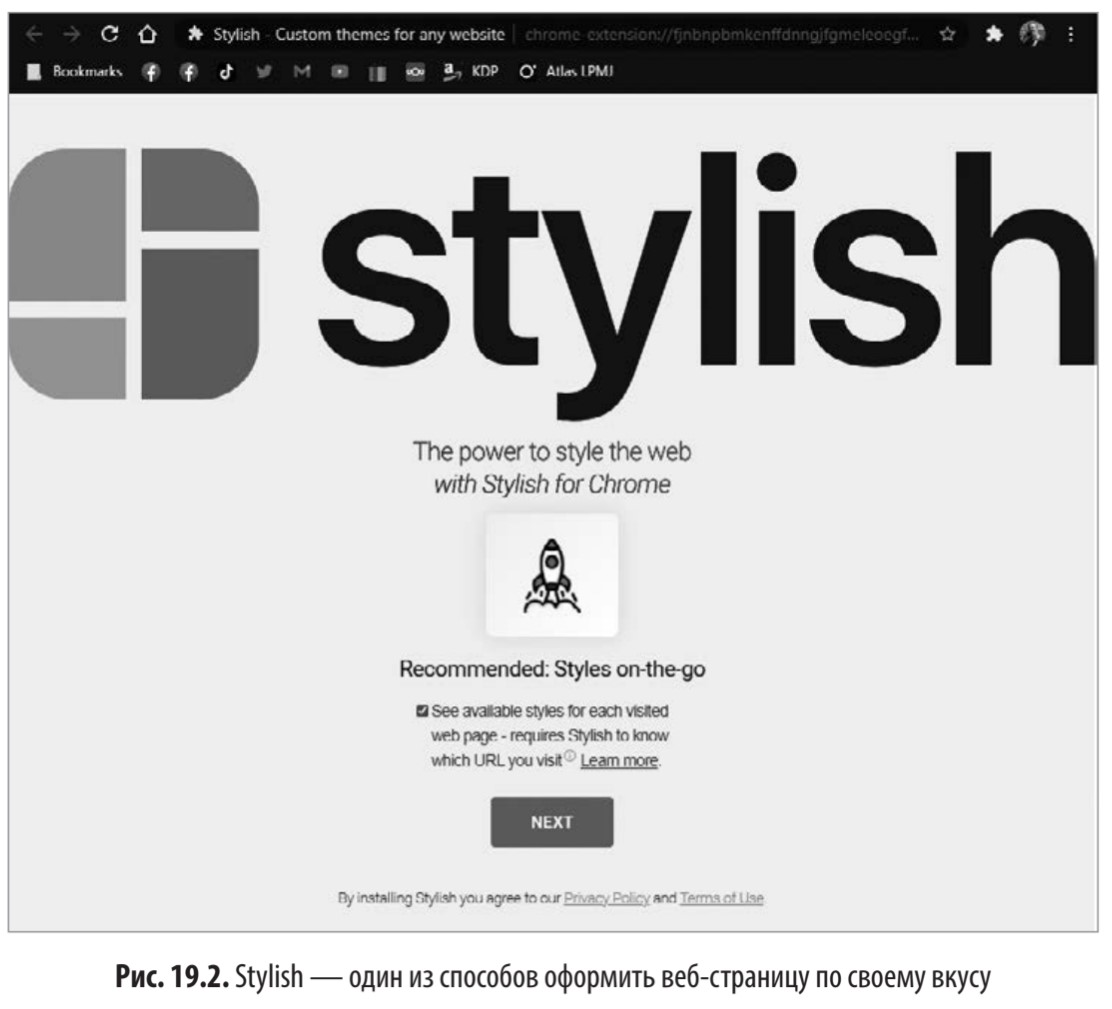 Stylish - Custom themes for any website | chrome-extension://fjnbnpbmkenffdnngjfgmeleoegf...
Bookmarks KDP Atlas LPMJ
stylish
The power to style the web
with Stylish for Chrome
Recommended: Styles on-the-go
See available styles for each visited
web page - requires Stylish to know
which URL you visit Learn more.
NEXT
By installing Stylish you agree to our Privacy Policy and Terms of Use
Рис. 19.2. Stylish — один из способов оформить веб-страницу по своему вкусу